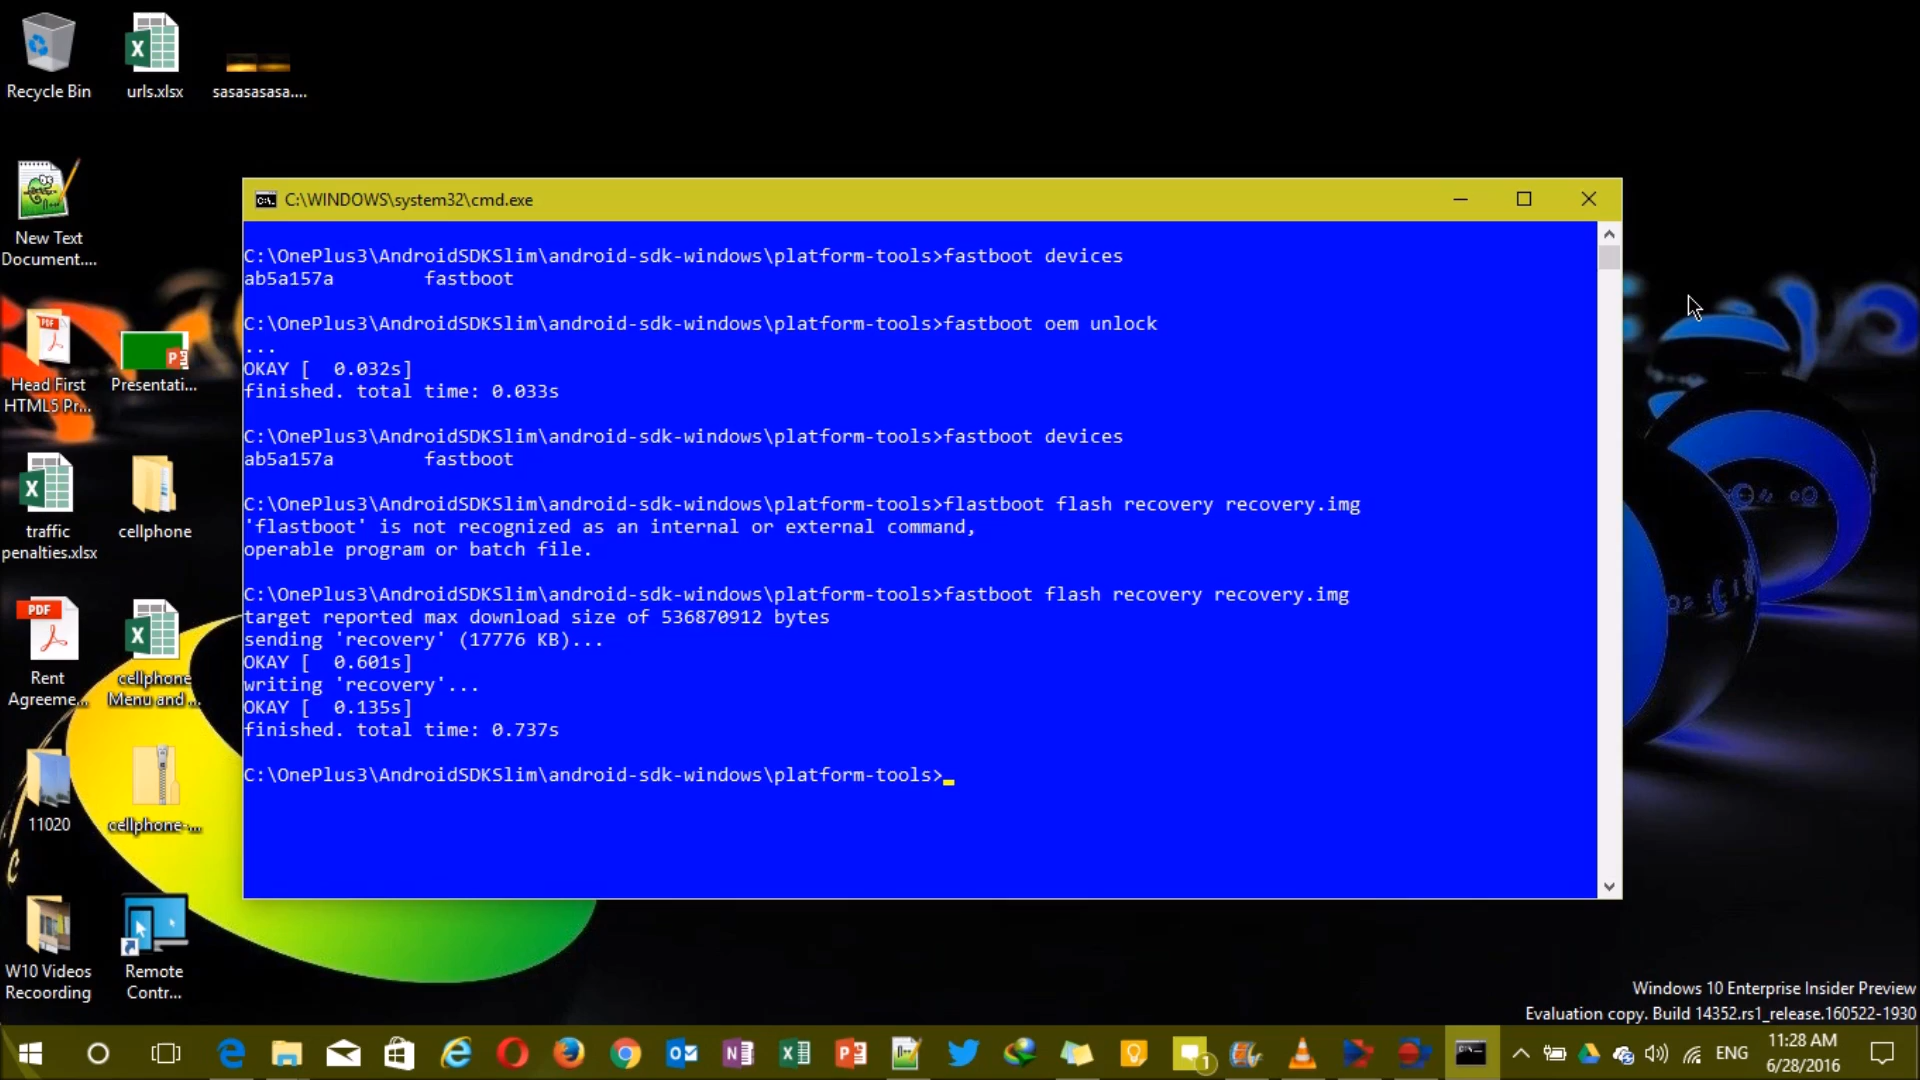 Recycle Bin
urls.xlsx
sasasasasa....
New Text
Document....
Head First
HTML5 Pr...
Presentati...
traffic
penalties.xlsx
cellphone
PDF
Rent
Agreeme...
cellphone
Menu and ...
11020
cellphone-...
W10 Videos
Recoording
Remote
Contr...
C:\WINDOWS\system32\cmd.exe
C:\OnePlus3\AndroidSDKSlim\android-sdk-windows\platform-tools>fastboot devices
ab5a157a        fastboot
C:\OnePlus3\AndroidSDKSlim\android-sdk-windows\platform-tools>fastboot oem unlock
...
OKAY [  0.032s]
finished. total time: 0.033s
C:\OnePlus3\AndroidSDKSlim\android-sdk-windows\platform-tools>fastboot devices
ab5a157a        fastboot
C:\OnePlus3\AndroidSDKSlim\android-sdk-windows\platform-tools>flastboot flash recovery recovery.img
'flastboot' is not recognized as an internal or external command,
operable program or batch file.
C:\OnePlus3\AndroidSDKSlim\android-sdk-windows\platform-tools>fastboot flash recovery recovery.img
target reported max download size of 536870912 bytes
sending 'recovery' (17776 KB)...
OKAY [  0.601s]
writing 'recovery'...
OKAY [  0.135s]
finished. total time: 0.737s
C:\OnePlus3\AndroidSDKSlim\android-sdk-windows\platform-tools>
Windows 10 Enterprise Insider Preview
Evaluation copy. Build 14352.rs1_release.160522-1930
1
ENG
11:28 AM
6/28/2016